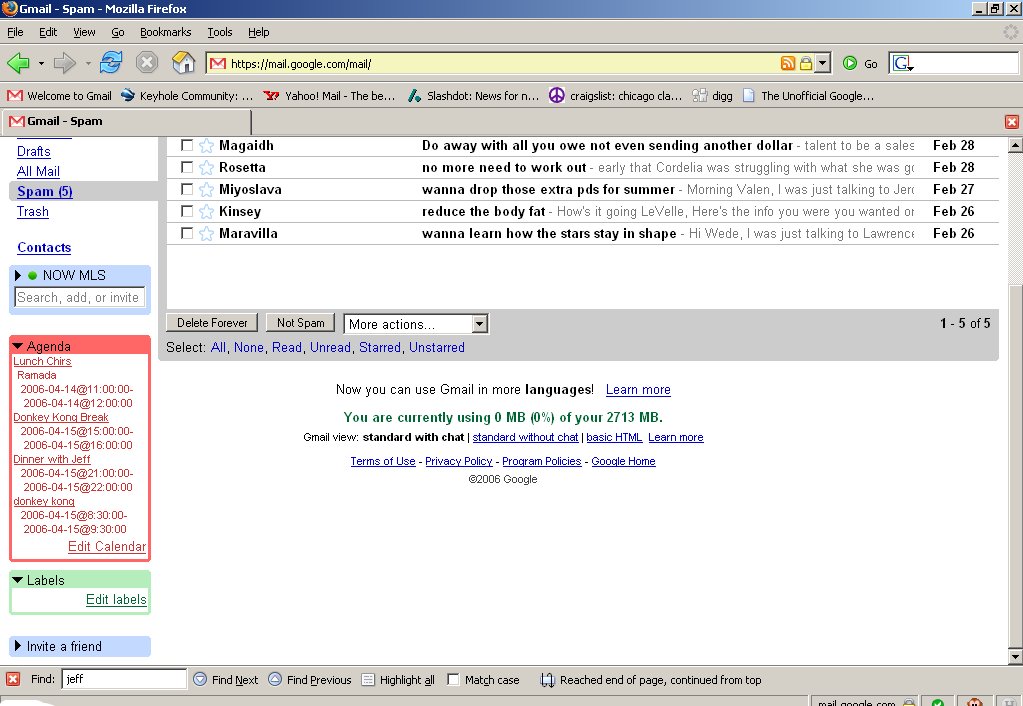 Gmail - Spam - Mozilla Firefox
File Edit View Go Bookmarks Tools Help
https://mail.google.com/mail/ Go G
Welcome to Gmail Keyhole Community: ... Yahoo! Mail - The be... Slashdot: News for n... craigslist: chicago cla... digg The Unofficial Google...
Gmail - Spam
Drafts
All Mail
Spam (5)
Trash
Contacts
NOW MLS
Search, add, or invite
Agenda
Lunch Chirs
Ramada
2006-04-14@11:00:00-
2006-04-14@12:00:00
Donkey Kong Break
2006-04-15@15:00:00-
2006-04-15@16:00:00
Dinner with Jeff
2006-04-15@21:00:00-
2006-04-15@22:00:00
donkey kong
2006-04-15@8:30:00-
2006-04-15@9:30:00
Edit Calendar
Labels
Edit labels
Invite a friend
Magaidh Do away with all you owe not even sending another dollar - talent to be a sales Feb 28
Rosetta no more need to work out - early that Cordelia was struggling with what she was go Feb 28
Miyoslava wanna drop those extra pds for summer - Morning Valen, I was just talking to Jero Feb 27
Kinsey reduce the body fat - How's it going LeVelle, Here's the info you were you wanted or Feb 26
Maravilla wanna learn how the stars stay in shape - Hi Wede, I was just talking to Lawrence Feb 26
Delete Forever Not Spam More actions... 1 - 5 of 5
Select: All, None, Read, Unread, Starred, Unstarred
Now you can use Gmail in more languages! Learn more
You are currently using 0 MB (0%) of your 2713 MB.
Gmail view: standard with chat | standard without chat | basic HTML Learn more
Terms of Use - Privacy Policy - Program Policies - Google Home
©2006 Google
Find: jeff Find Next Find Previous Highlight all Match case Reached end of page, continued from top
mail.google.com